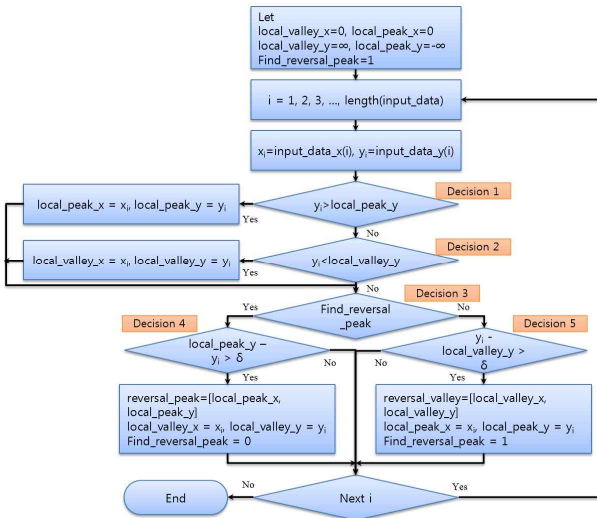 Let
local_valley_x=0, local_peak_x=0
local_valley_y=∞, local_peak_y=-∞
Find_reversal_peak=1
i = 1, 2, 3, ..., length(input_data)
xᵢ=input_data_x(i), yᵢ=input_data_y(i)
Decision 1
local_peak_x = xᵢ, local_peak_y = yᵢ
Yes
yᵢ>local_peak_y
No
Decision 2
local_valley_x = xᵢ, local_valley_y = yᵢ
Yes
yᵢ<local_valley_y
No
Decision 3
Yes
Find_reversal
_peak
No
Decision 4
Decision 5
local_peak_y –
yᵢ > δ
No
Yes
yᵢ -
local_valley_y >
δ
No
Yes
reversal_peak=[local_peak_x,
local_peak_y]
local_valley_x = xᵢ, local_valley_y = yᵢ
Find_reversal_peak = 0
reversal_valley=[local_valley_x,
local_valley_y]
local_peak_x = xᵢ, local_peak_y = yᵢ
Find_reversal_peak = 1
End
No
Next i
Yes